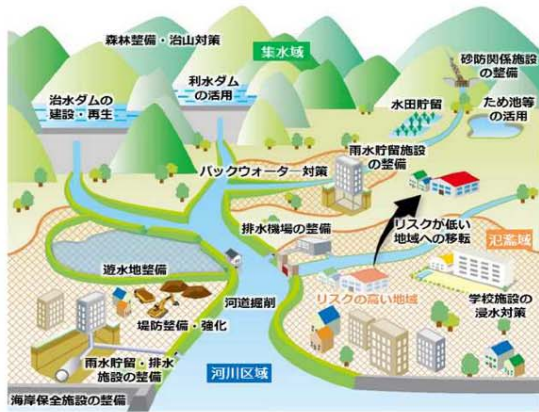 森林整備・治山対策
集水域
砂防関係施設
の整備
利水ダム
の活用
治水ダムの
建設・再生
水田貯留
ため池等
の活用
雨水貯留施設
の整備
バックウォーター対策
リスクが低い
地域への移転
排水機場の整備
氾濫域
遊水地整備
リスクの高い地域
河道掘削
学校施設の
浸水対策
堤防整備・強化
雨水貯留・排水
施設の整備
河川区域
海岸保全施設の整備